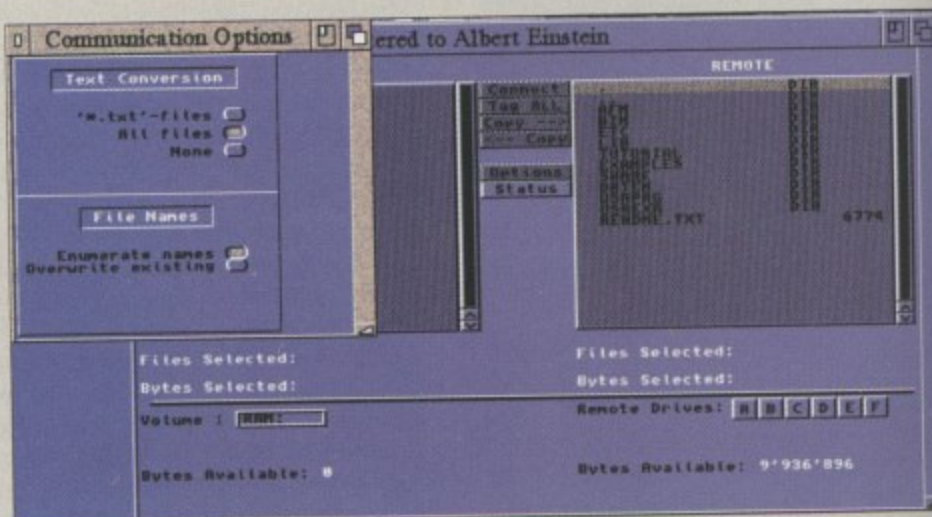 Communication Options
ered to Albert Einstein
Text Conversion
'*.txt'-files
All files
None
File Names
Enumerate names
Overwrite existing
Connect
Tag ALL
Copy -->
<-- Copy
Options
Status
REMOTE
DIR
TUTORIAL
README.TXT 6774
Files Selected:
Bytes Selected:
Volume : RAM:
Bytes Available: 0
Files Selected:
Bytes Selected:
Remote Drives: A B C D E F
Bytes Available: 9'936'896